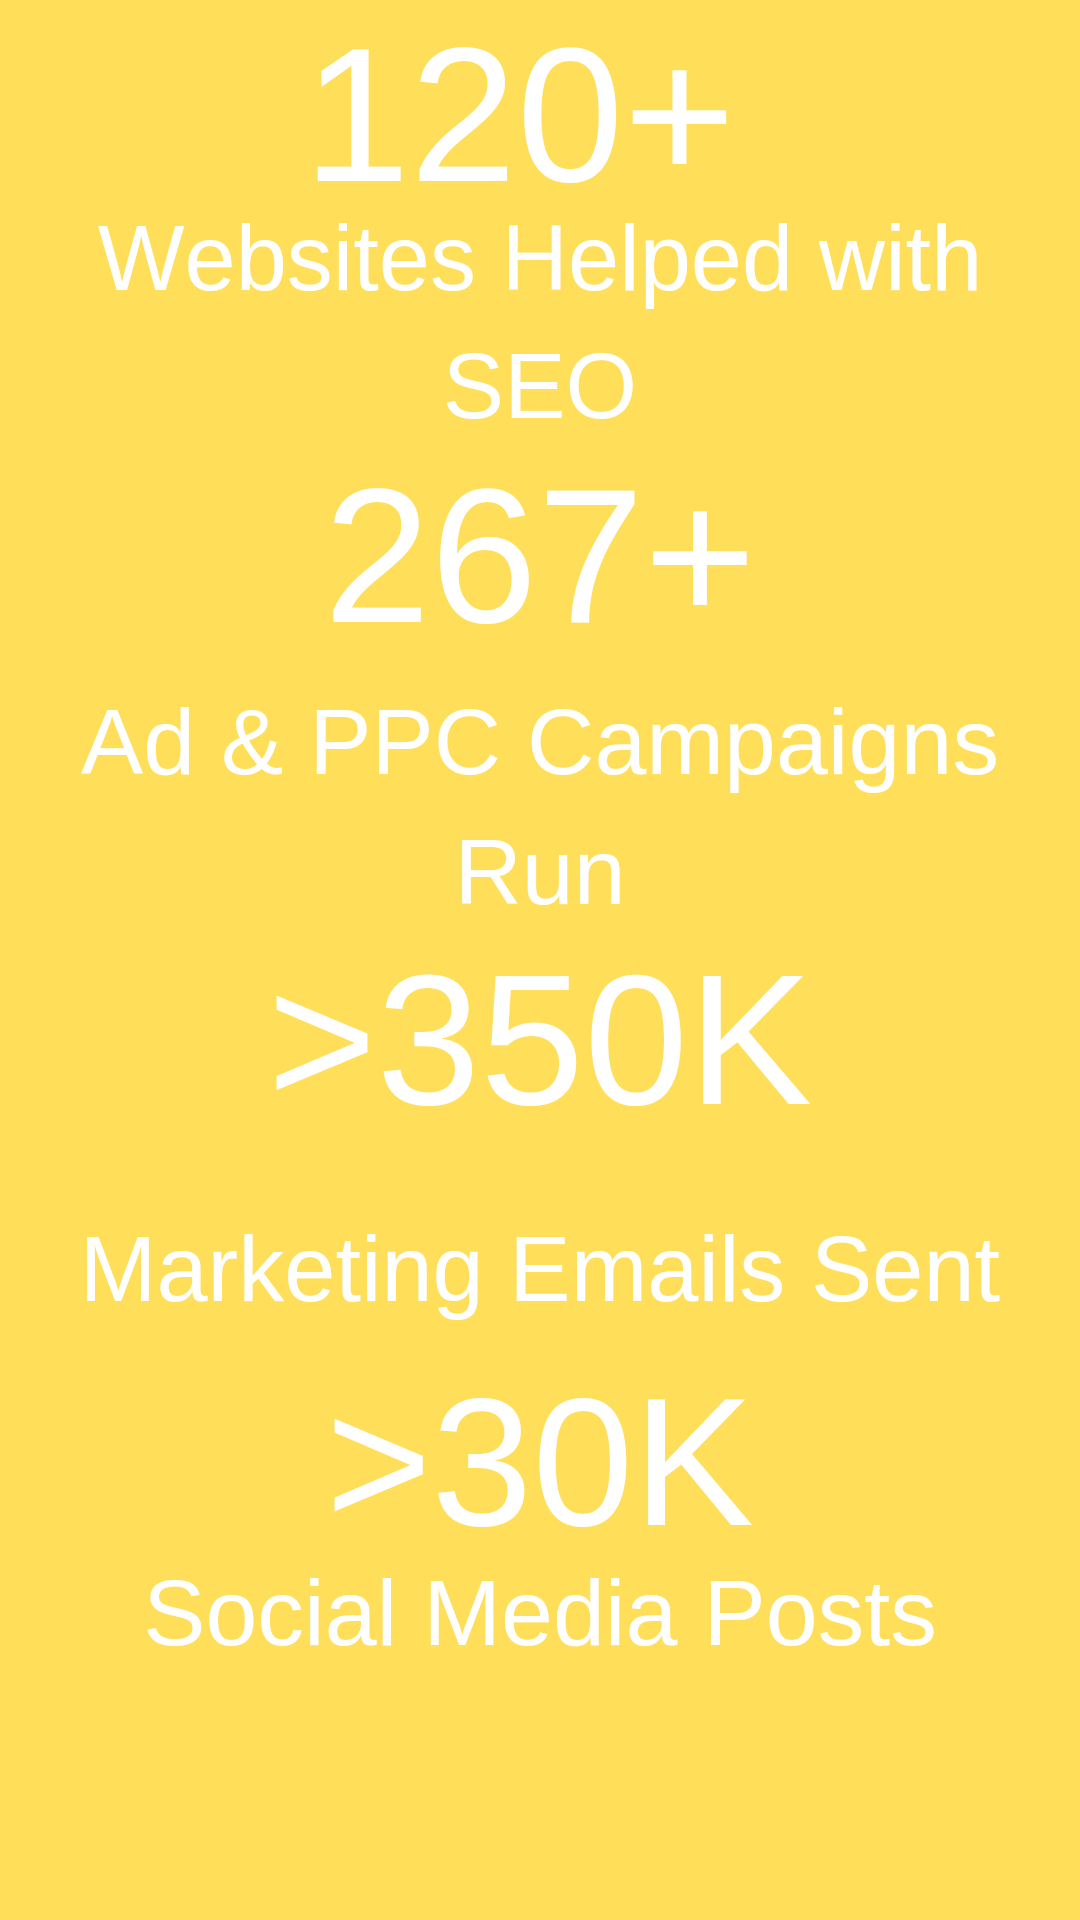 120+
Websites Helped with
SEO
267+
Ad & PPC Campaigns
Run
>350K
Marketing Emails Sent
>30K
Social Media Posts